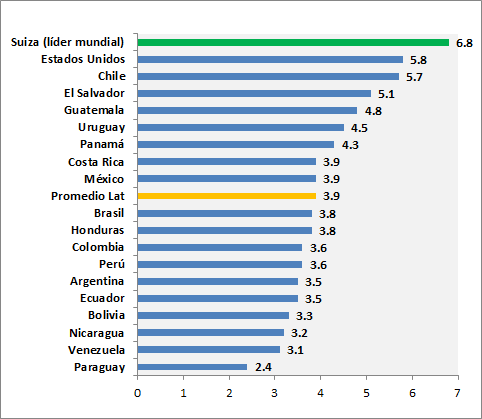 Suiza (líder mundial) 6.8
Estados Unidos 5.8
Chile 5.7
El Salvador 5.1
Guatemala 4.8
Uruguay 4.5
Panamá 4.3
Costa Rica 3.9
México 3.9
Promedio Lat 3.9
Brasil 3.8
Honduras 3.8
Colombia 3.6
Perú 3.6
Argentina 3.5
Ecuador 3.5
Bolivia 3.3
Nicaragua 3.2
Venezuela 3.1
Paraguay 2.4
0 1 2 3 4 5 6 7